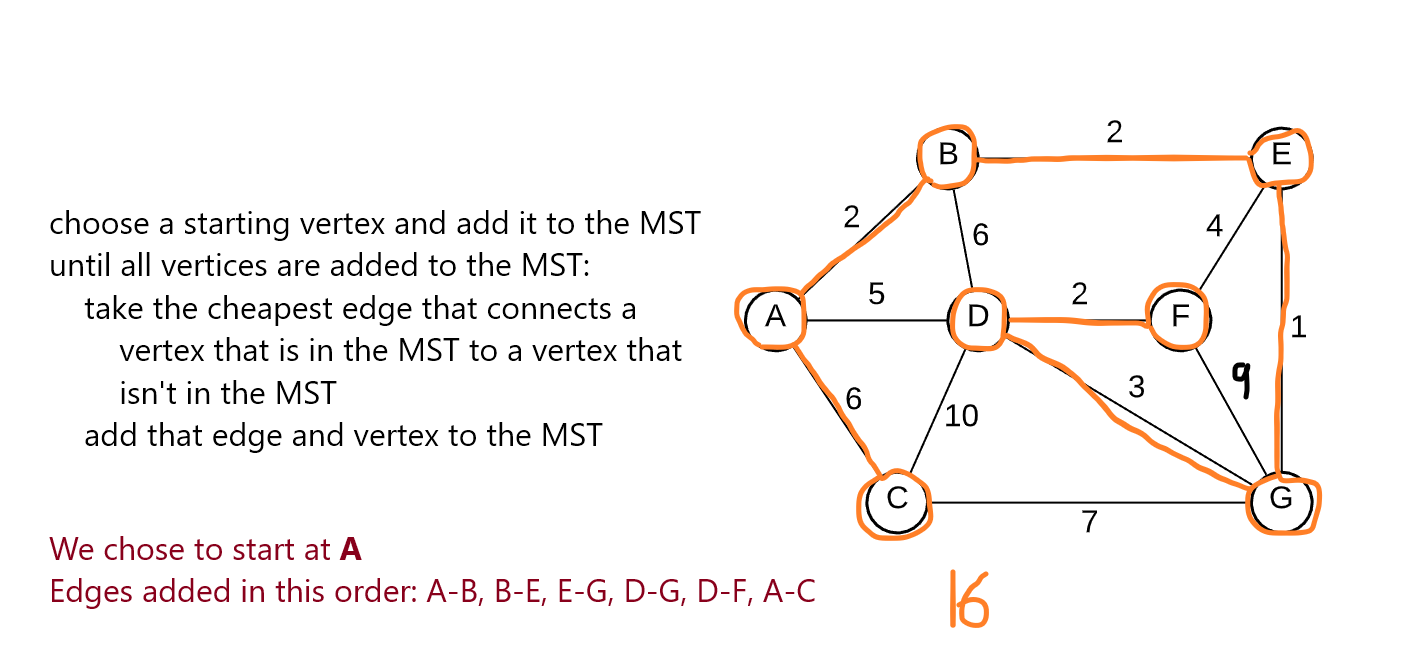 choose a starting vertex and add it to the MST
until all vertices are added to the MST:
take the cheapest edge that connects a
vertex that is in the MST to a vertex that
isn't in the MST
add that edge and vertex to the MST
We chose to start at A
Edges added in this order: A-B, B-E, E-G, D-G, D-F, A-C
2
B
E
2
6
4
A
5
D
2
F
1
6
10
3
9
C
7
G
16